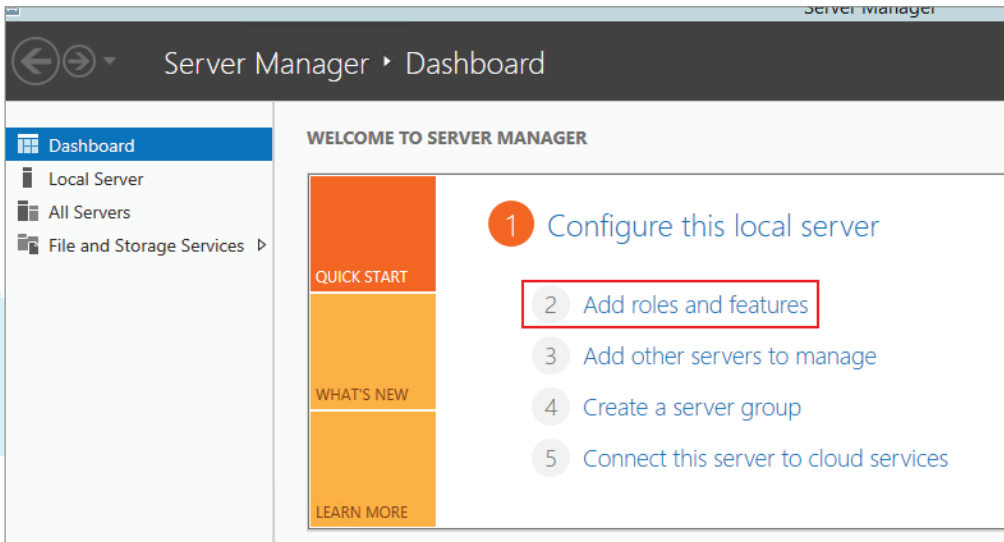 Server Manager
Server Manager ‣ Dashboard
Dashboard
Local Server
All Servers
File and Storage Services
WELCOME TO SERVER MANAGER
QUICK START
WHAT'S NEW
LEARN MORE
1 Configure this local server
2 Add roles and features
3 Add other servers to manage
4 Create a server group
5 Connect this server to cloud services